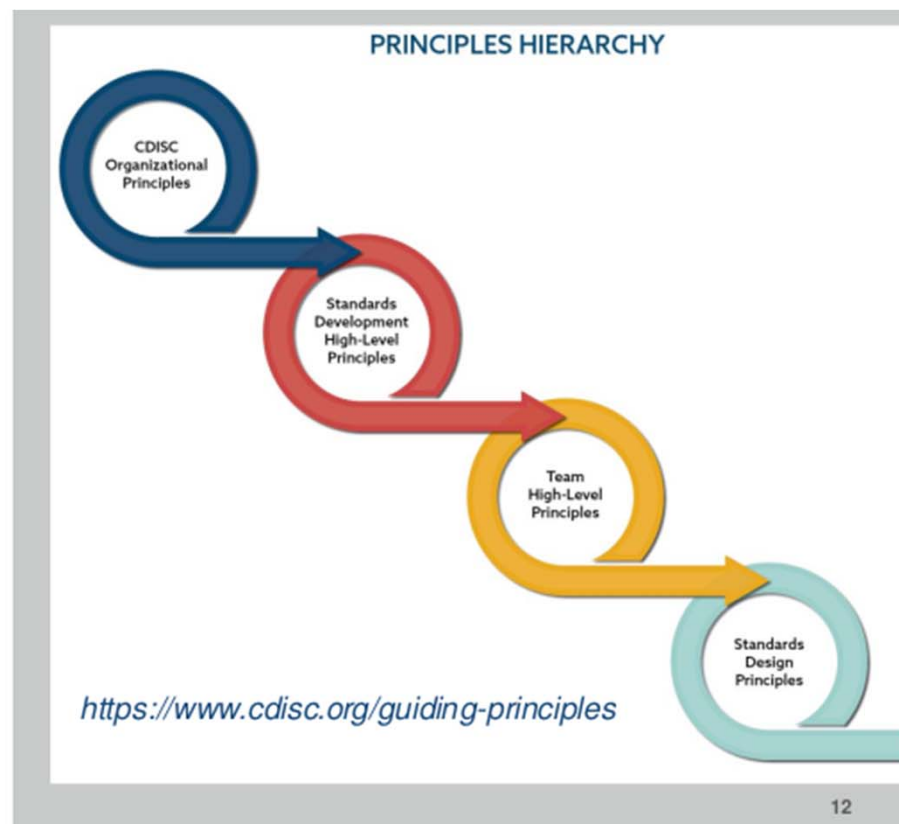 PRINCIPLES HIERARCHY
CDISC
Organizational
Principles
Standards
Development
High-Level
Principles
Team
High-Level
Principles
Standards
Design
Principles
https://www.cdisc.org/guiding-principles
12